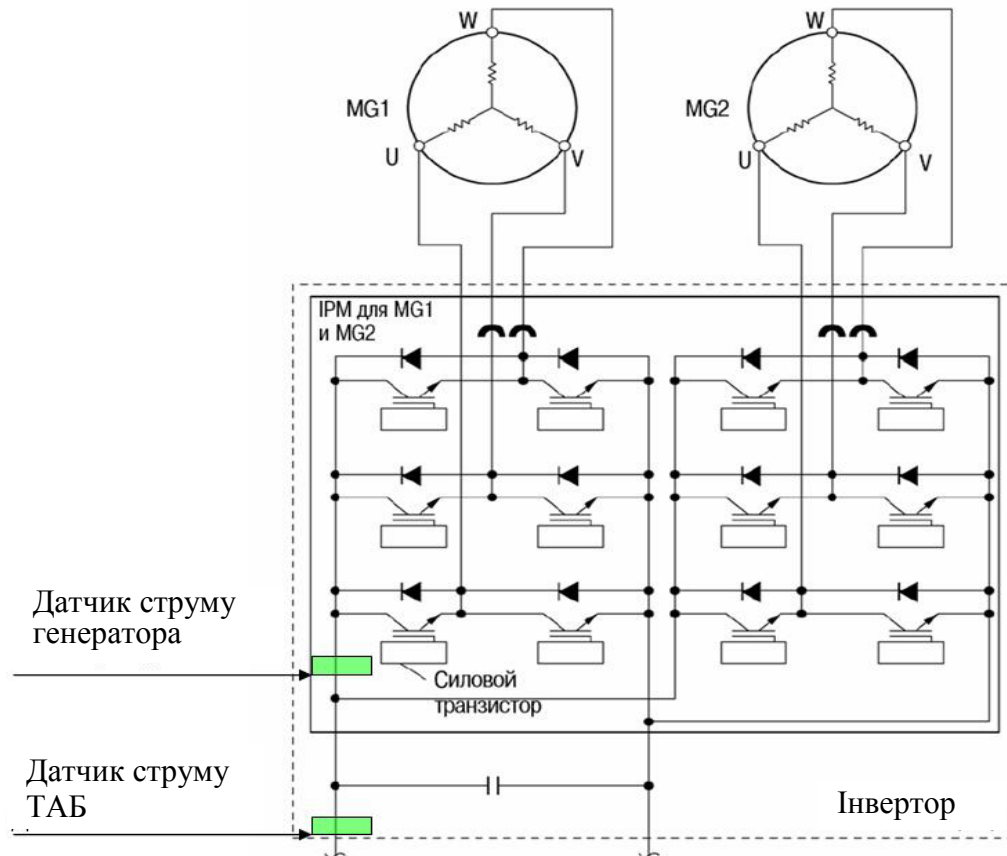 W
W
MG1
MG2
U
V
U
V
IPM для MG1
и MG2
Датчик струму
генератора
Силовой
транзистор
Датчик струму
ТАБ
Інвертор